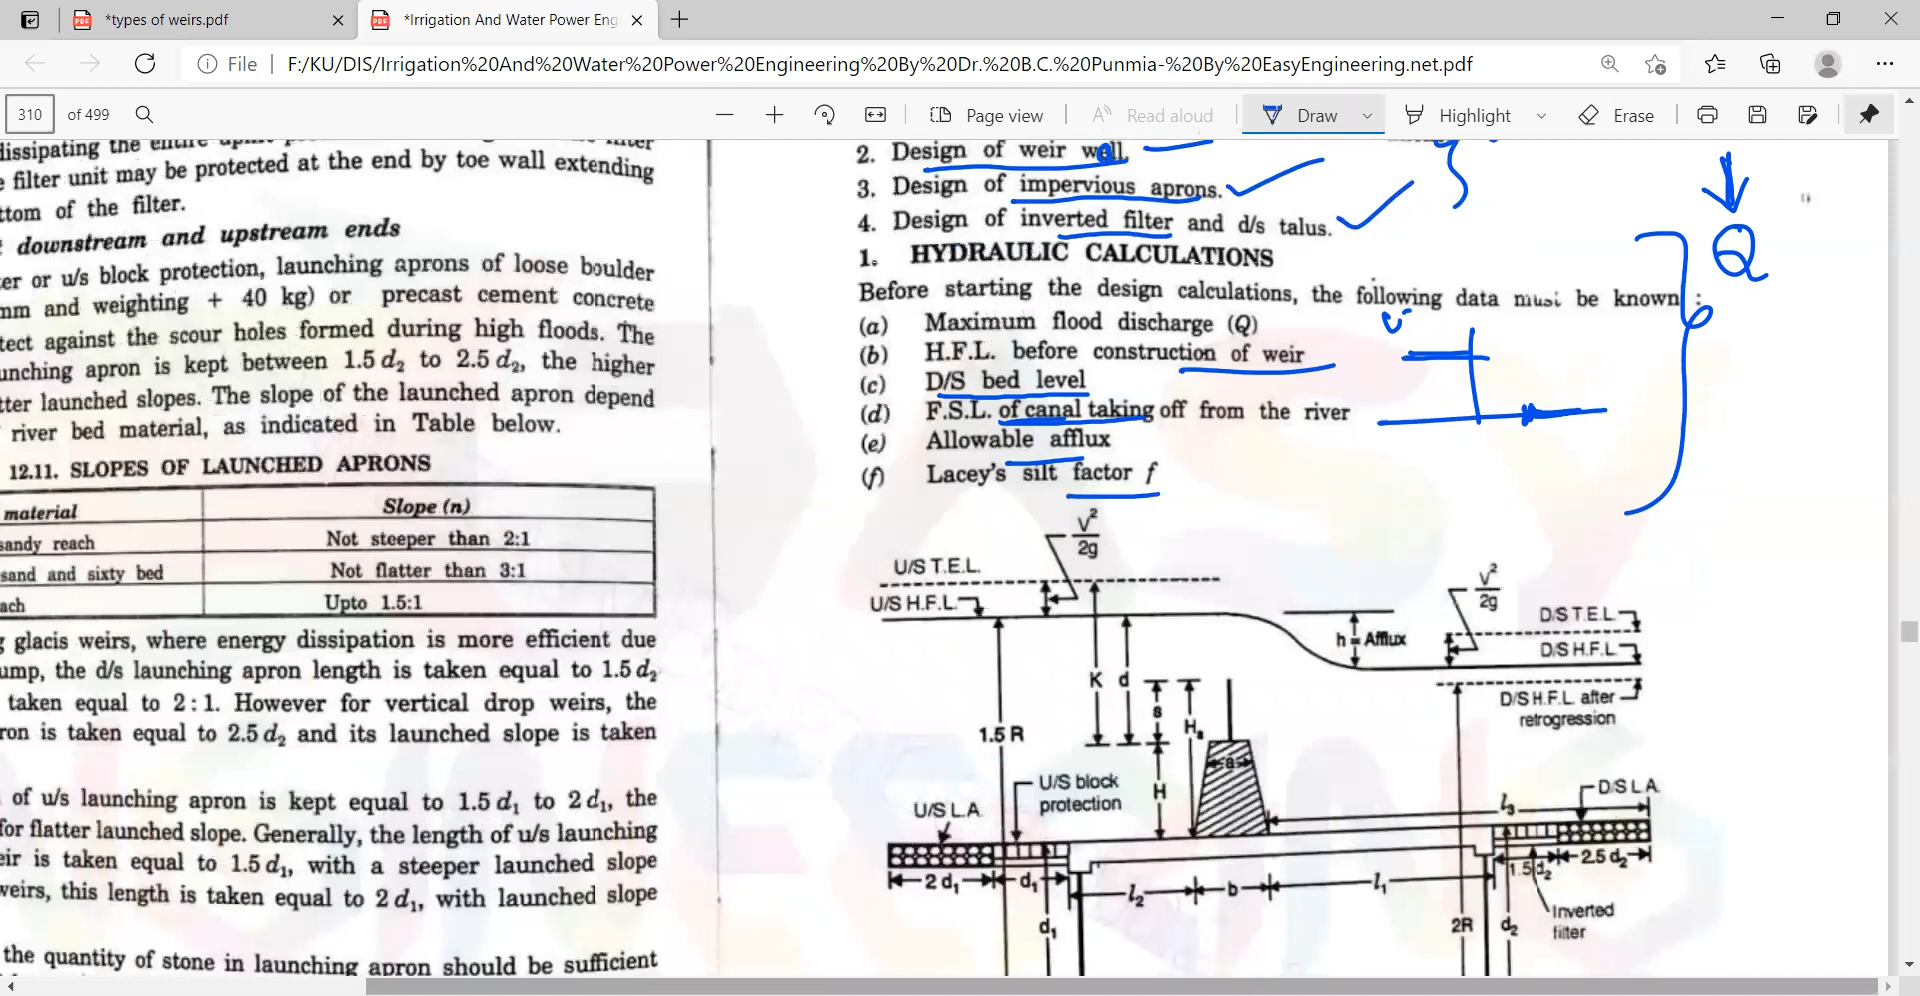 *types of weirs.pdf
*Irrigation And Water Power Eng
File
F:/KU/DIS/Irrigation%20And%20Water%20Power%20Engineering%20By%20Dr.%20B.C.%20Punmia-%20By%20EasyEngineering.net.pdf
310 of 499
Page view
Read aloud
Draw
Highlight
Erase
dissipating the entire
e filter unit may be protected at the end by toe wall extending
ttom of the filter.
downstream and upstream ends
er or u/s block protection, launching aprons of loose boulder
mm and weighting + 40 kg) or precast cement concrete
tect against the scour holes formed during high floods. The
unching apron is kept between 1.5 d2 to 2.5 d2, the higher
tter launched slopes. The slope of the launched apron depend
river bed material, as indicated in Table below.
12.11. SLOPES OF LAUNCHED APRONS
material Slope (n)
sandy reach Not steeper than 2:1
sand and sixty bed Not flatter than 3:1
ach Upto 1.5:1
g glacis weirs, where energy dissipation is more efficient due
ump, the d/s launching apron length is taken equal to 1.5 d2
taken equal to 2 : 1. However for vertical drop weirs, the
ron is taken equal to 2.5 d2 and its launched slope is taken
of u/s launching apron is kept equal to 1.5 d1 to 2 d1, the
for flatter launched slope. Generally, the length of u/s launching
eir is taken equal to 1.5 d1, with a steeper launched slope
weirs, this length is taken equal to 2 d1, with launched slope
the quantity of stone in launching apron should be sufficient
2. Design of weir wall.
3. Design of impervious aprons.
4. Design of inverted filter and d/s talus.
Q
1. HYDRAULIC CALCULATIONS
Before starting the design calculations, the following data must be known :
(a) Maximum flood discharge (Q)
(b) H.F.L. before construction of weir
(c) D/S bed level
(d) F.S.L. of canal taking off from the river
(e) Allowable afflux
(f) Lacey's silt factor f
V²
2g
U/S T.E.L.
U/S H.F.L.
V²
2g
D/S T.E.L.
h = Afflux
D/S H.F.L.
K d
s
H
D/S H.F.L. after
retrogression
1.5 R
a
U/S block
protection
H
U/S L.A.
l3
D/S L.A.
2 d1 d1 l2 b l1 1.5 d2 2.5 d2
d1
2R
d2
Inverted
filter